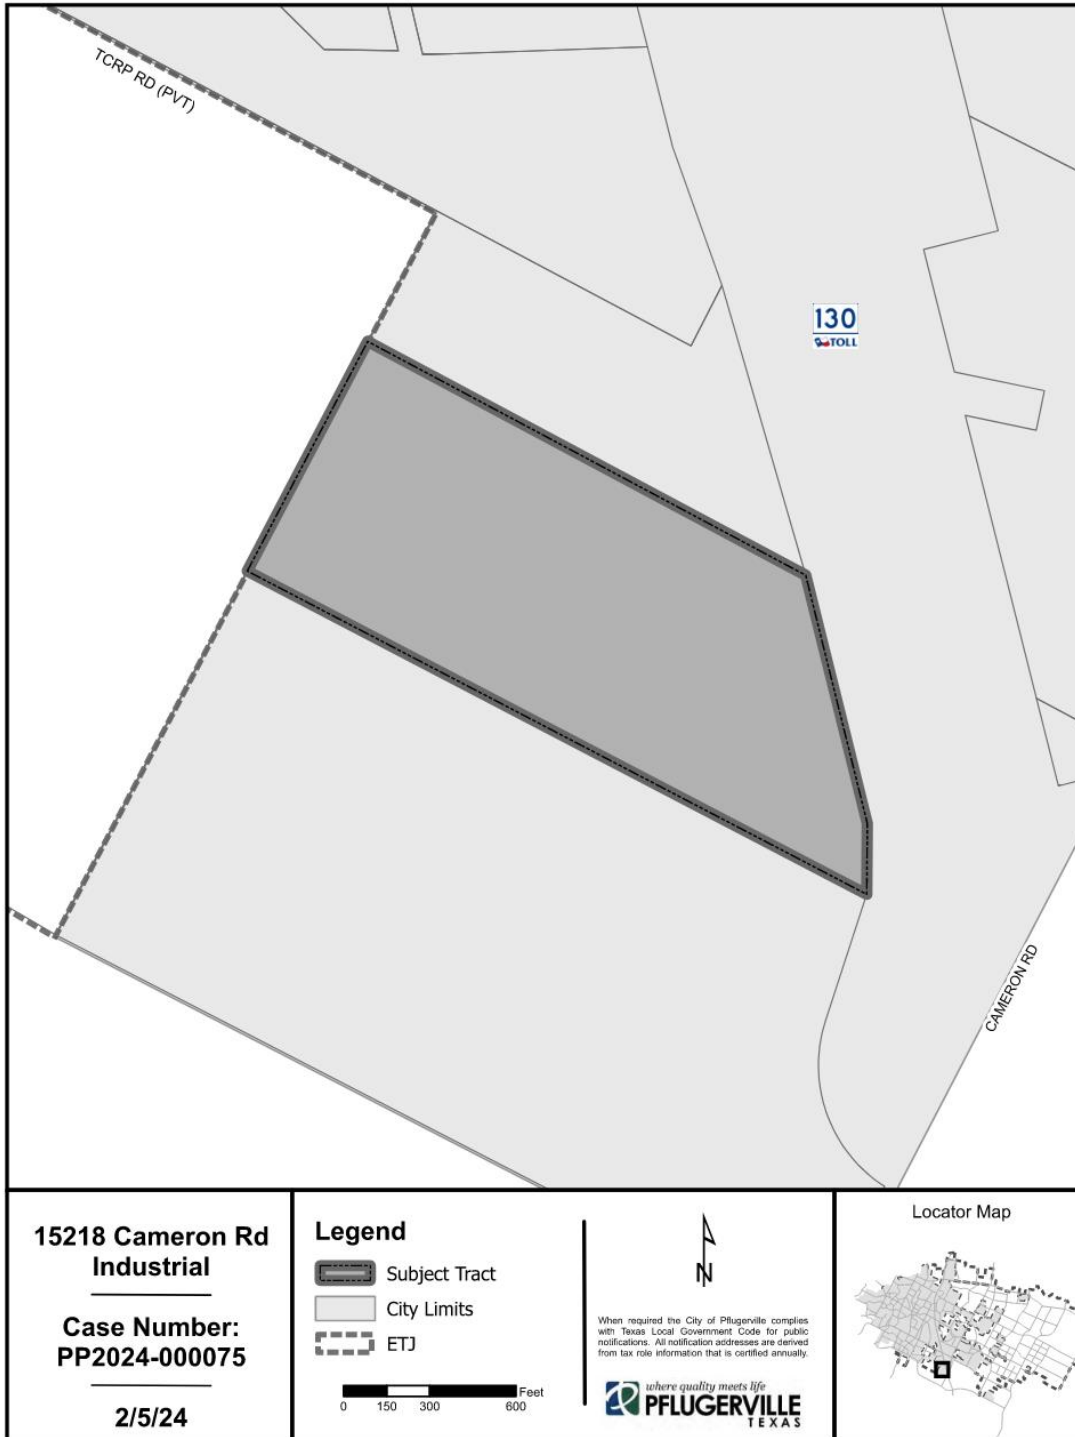 TCRP RD (PVT)
130
TOLL
CAMERON RD
15218 Cameron Rd
Industrial
Case Number:
PP2024-000075
2/5/24
Legend
Subject Tract
City Limits
ETJ
Feet
0 150 300 600
N
When required the City of Pflugerville complies
with Texas Local Government Code for public
notifications. All notification addresses are derived
from tax role information that is certified annually.
where quality meets life
PFLUGERVILLE
TEXAS
Locator Map